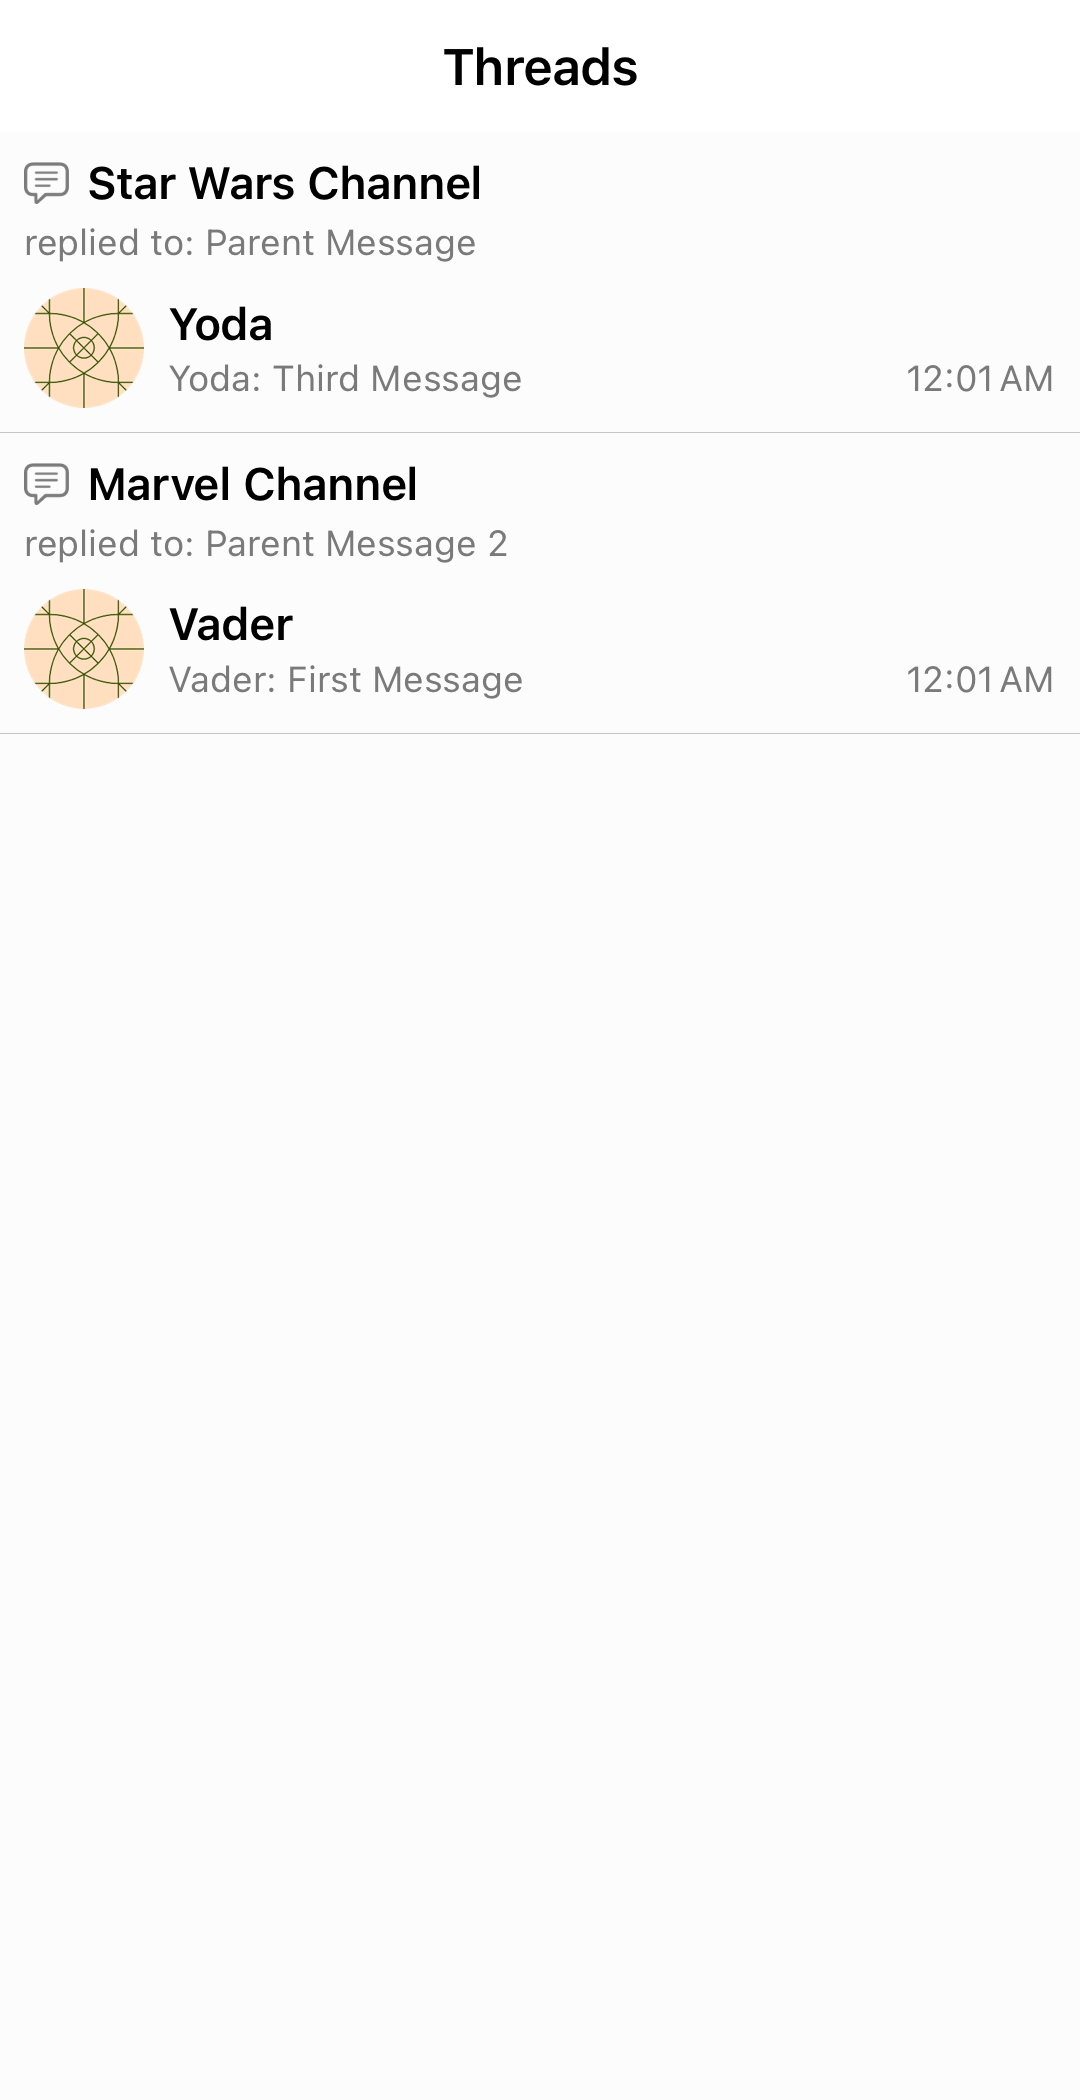 Threads
Star Wars Channel
replied to: Parent Message
Yoda
Yoda: Third Message 12:01 AM
Marvel Channel
replied to: Parent Message 2
Vader
Vader: First Message 12:01 AM